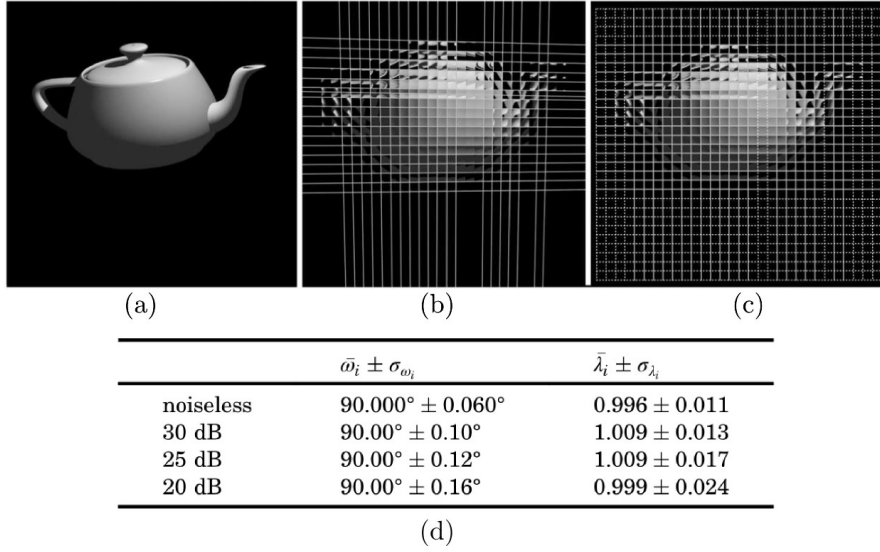 (a) (b) (c)
ω̄ᵢ ± σ_ωᵢ λ̄ᵢ ± σ_λᵢ
noiseless 90.000° ± 0.060° 0.996 ± 0.011
30 dB 90.00° ± 0.10° 1.009 ± 0.013
25 dB 90.00° ± 0.12° 1.009 ± 0.017
20 dB 90.00° ± 0.16° 0.999 ± 0.024
(d)